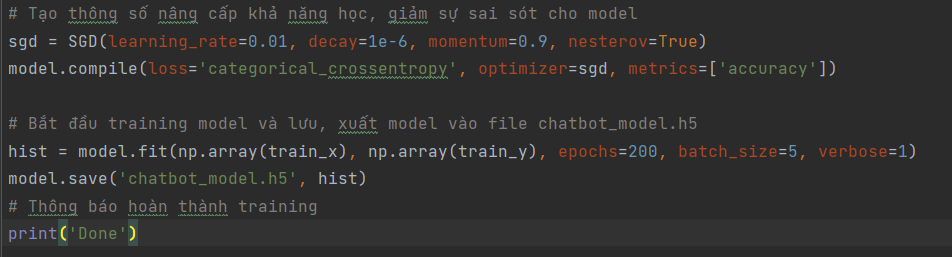 # Tạo thông số nâng cấp khả năng học, giảm sự sai sót cho model
sgd = SGD(learning_rate=0.01, decay=1e-6, momentum=0.9, nesterov=True)
model.compile(loss='categorical_crossentropy', optimizer=sgd, metrics=['accuracy'])
# Bắt đầu training model và lưu, xuất model vào file chatbot_model.h5
hist = model.fit(np.array(train_x), np.array(train_y), epochs=200, batch_size=5, verbose=1)
model.save('chatbot_model.h5', hist)
# Thông báo hoàn thành training
print('Done')